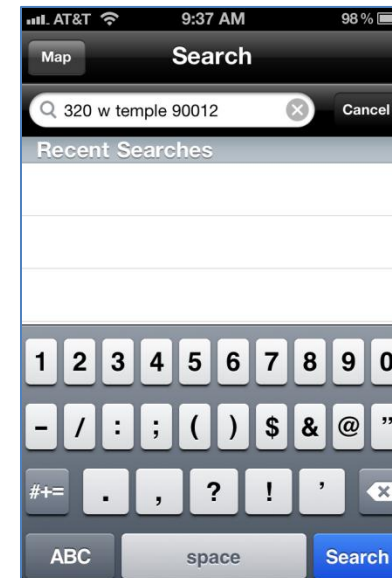 AT&T 9:37 AM 98%
Map Search
320 w temple 90012 Cancel
Recent Searches
1 2 3 4 5 6 7 8 9 0
- / : ; ( ) $ & @ ”
#+= . , ? ! ’
ABC space Search